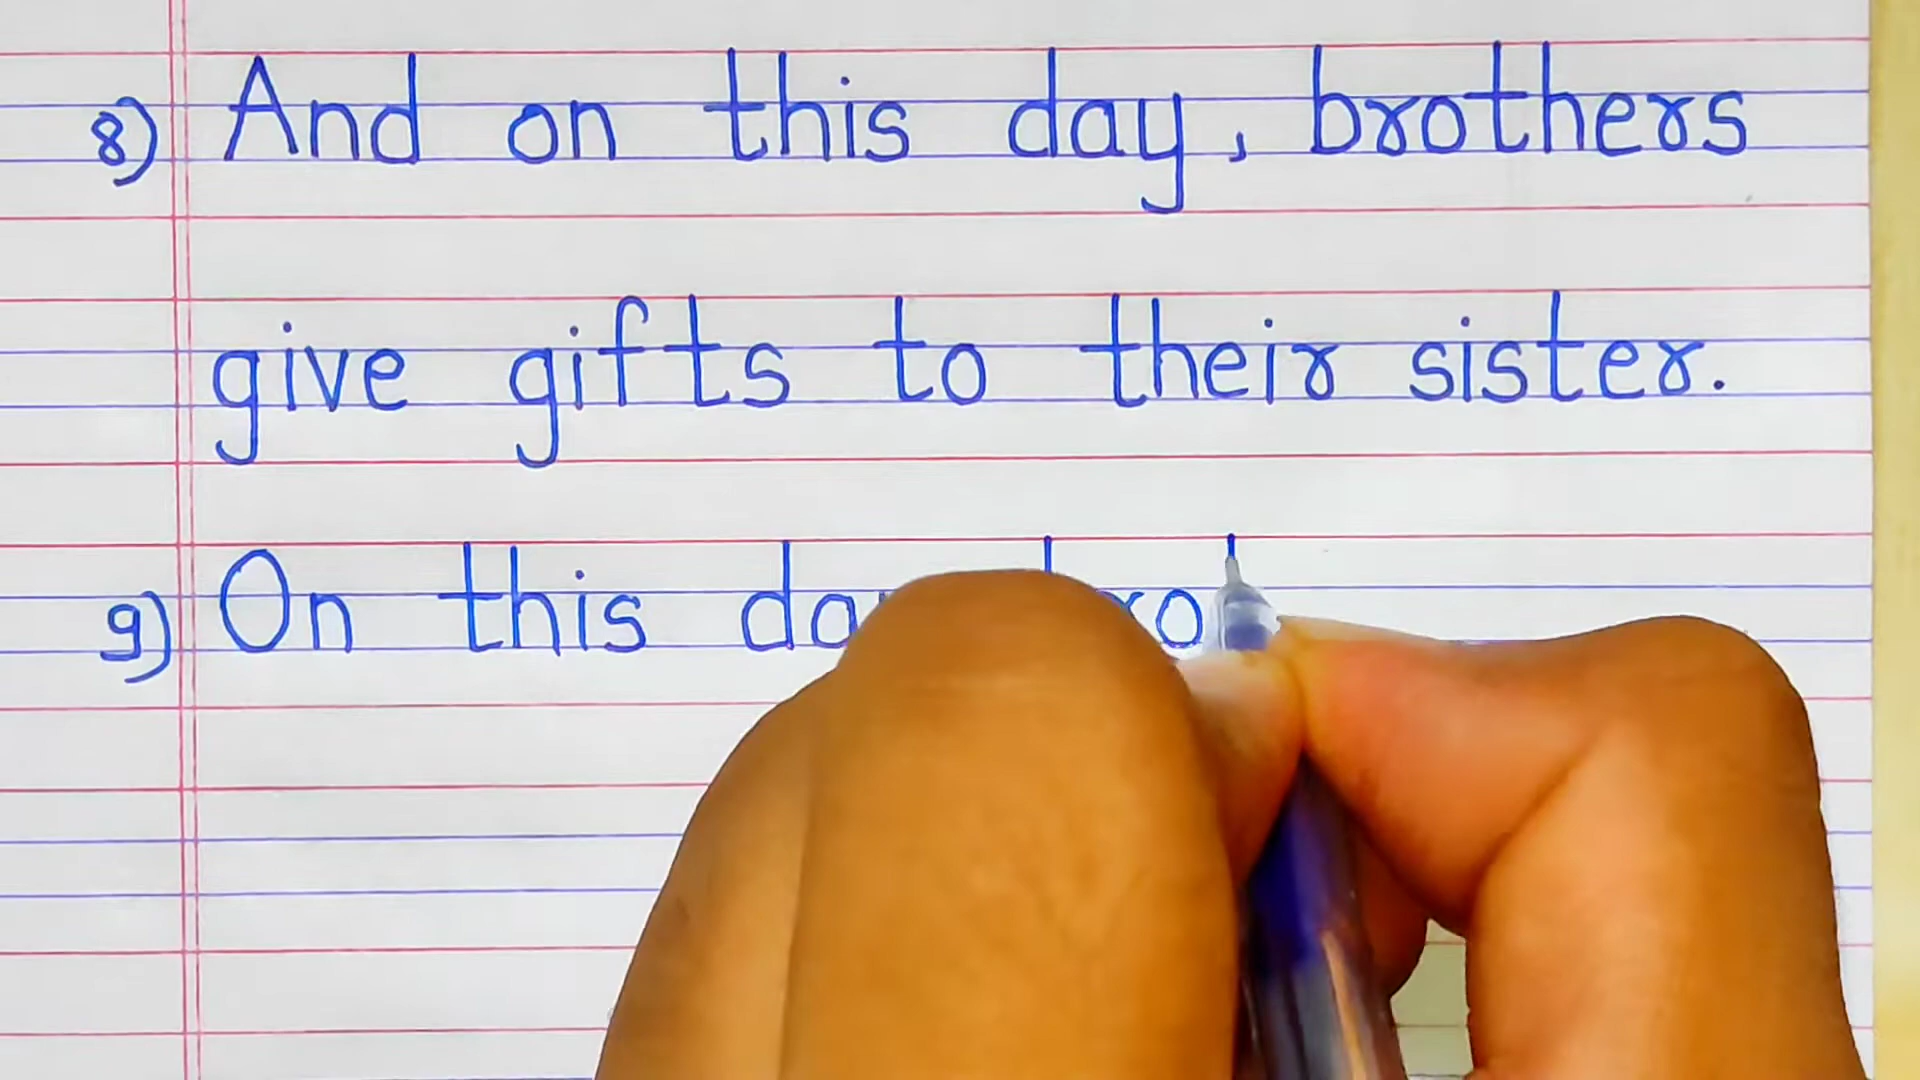 8) And on this day, brothers
give gifts to their sister.
9) On this